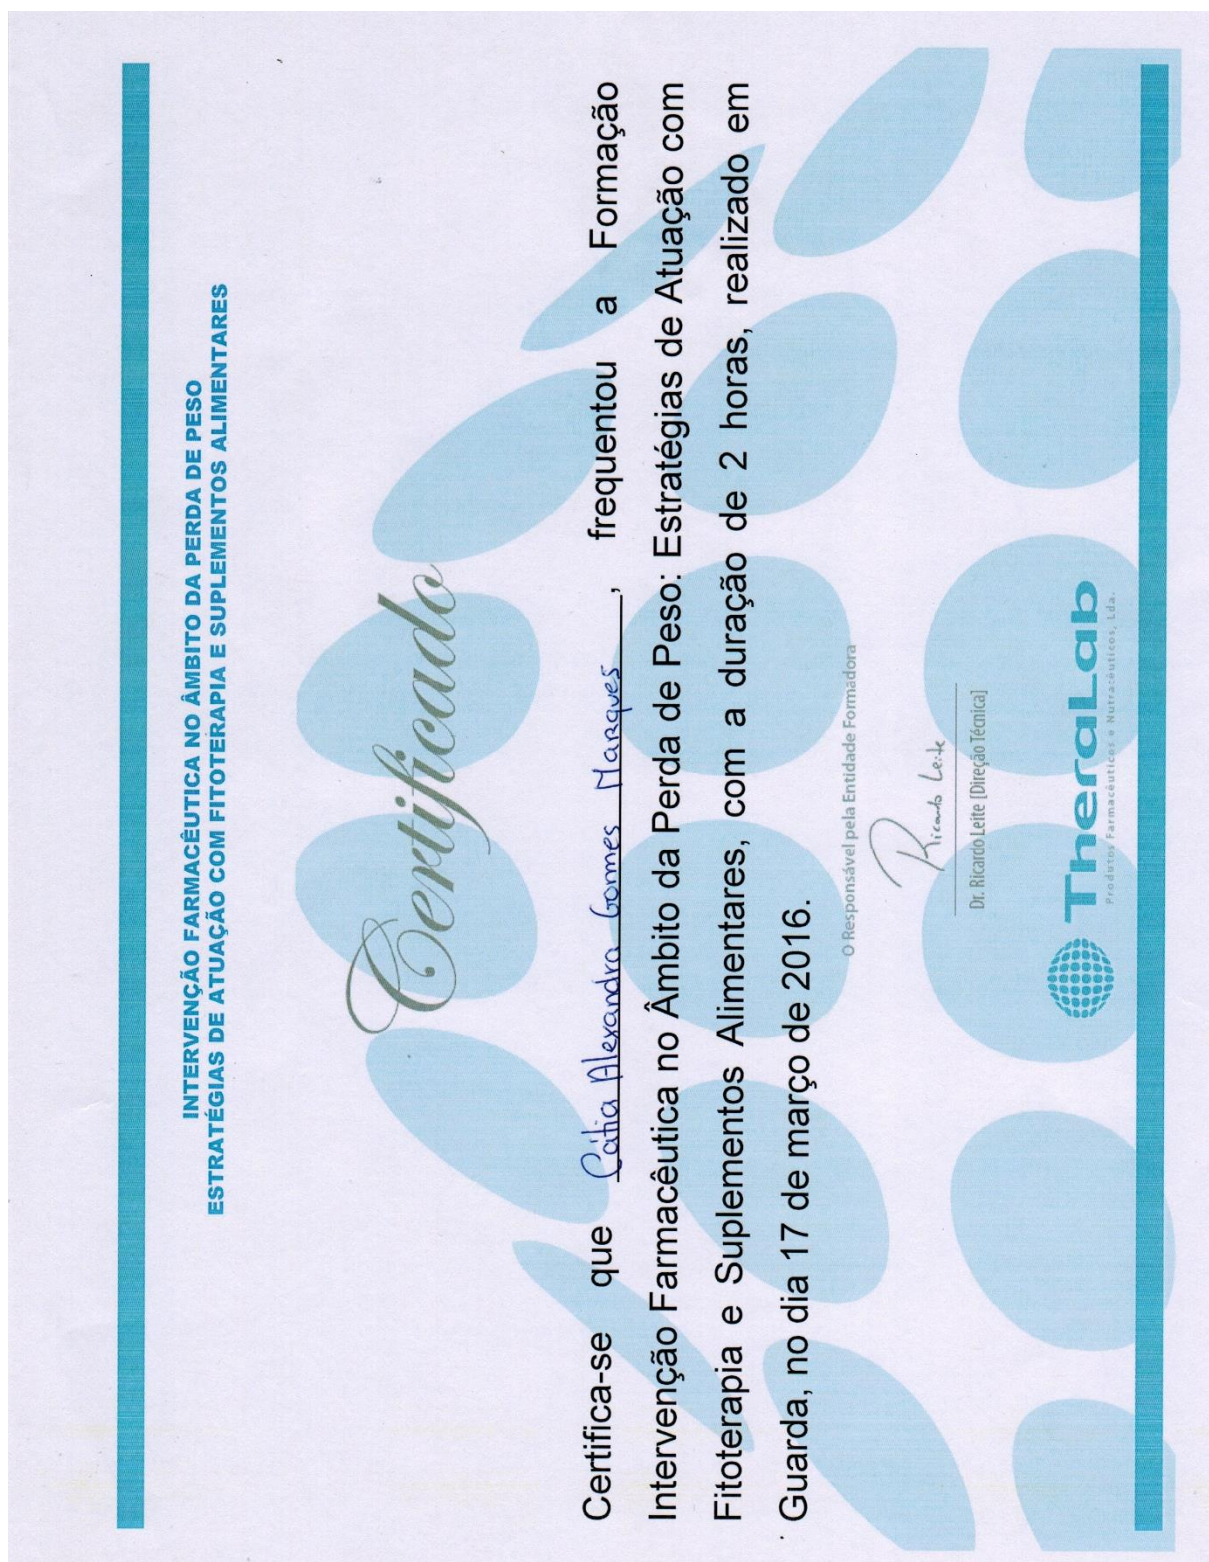 INTERVENÇÃO FARMACÊUTICA NO ÂMBITO DA PERDA DE PESO
ESTRATÉGIAS DE ATUAÇÃO COM FITOTERAPIA E SUPLEMENTOS ALIMENTARES
Certificado
Certifica-se que Cátia Alexandra Gomes Marques, frequentou a Formação
Intervenção Farmacêutica no Âmbito da Perda de Peso: Estratégias de Atuação com
Fitoterapia e Suplementos Alimentares, com a duração de 2 horas, realizado em
Guarda, no dia 17 de março de 2016.
O Responsável pela Entidade Formadora
Ricardo Leite
Dr. Ricardo Leite [Direção Técnica]
TheraLab
Produtos Farmacêuticos e Nutracêuticos, Lda.